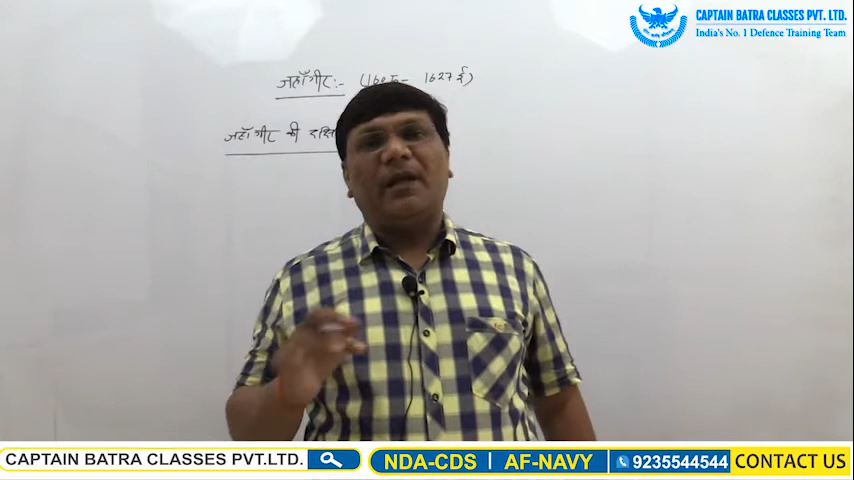 CAPTAIN BATRA CLASSES PVT. LTD.
India's No. 1 Defence Training Team
जहाँगीर:- 1627 ई)
जहाँगीर की
CAPTAIN BATRA CLASSES PVT.LTD.
NDA-CDS | AF-NAVY
9235544544
CONTACT US